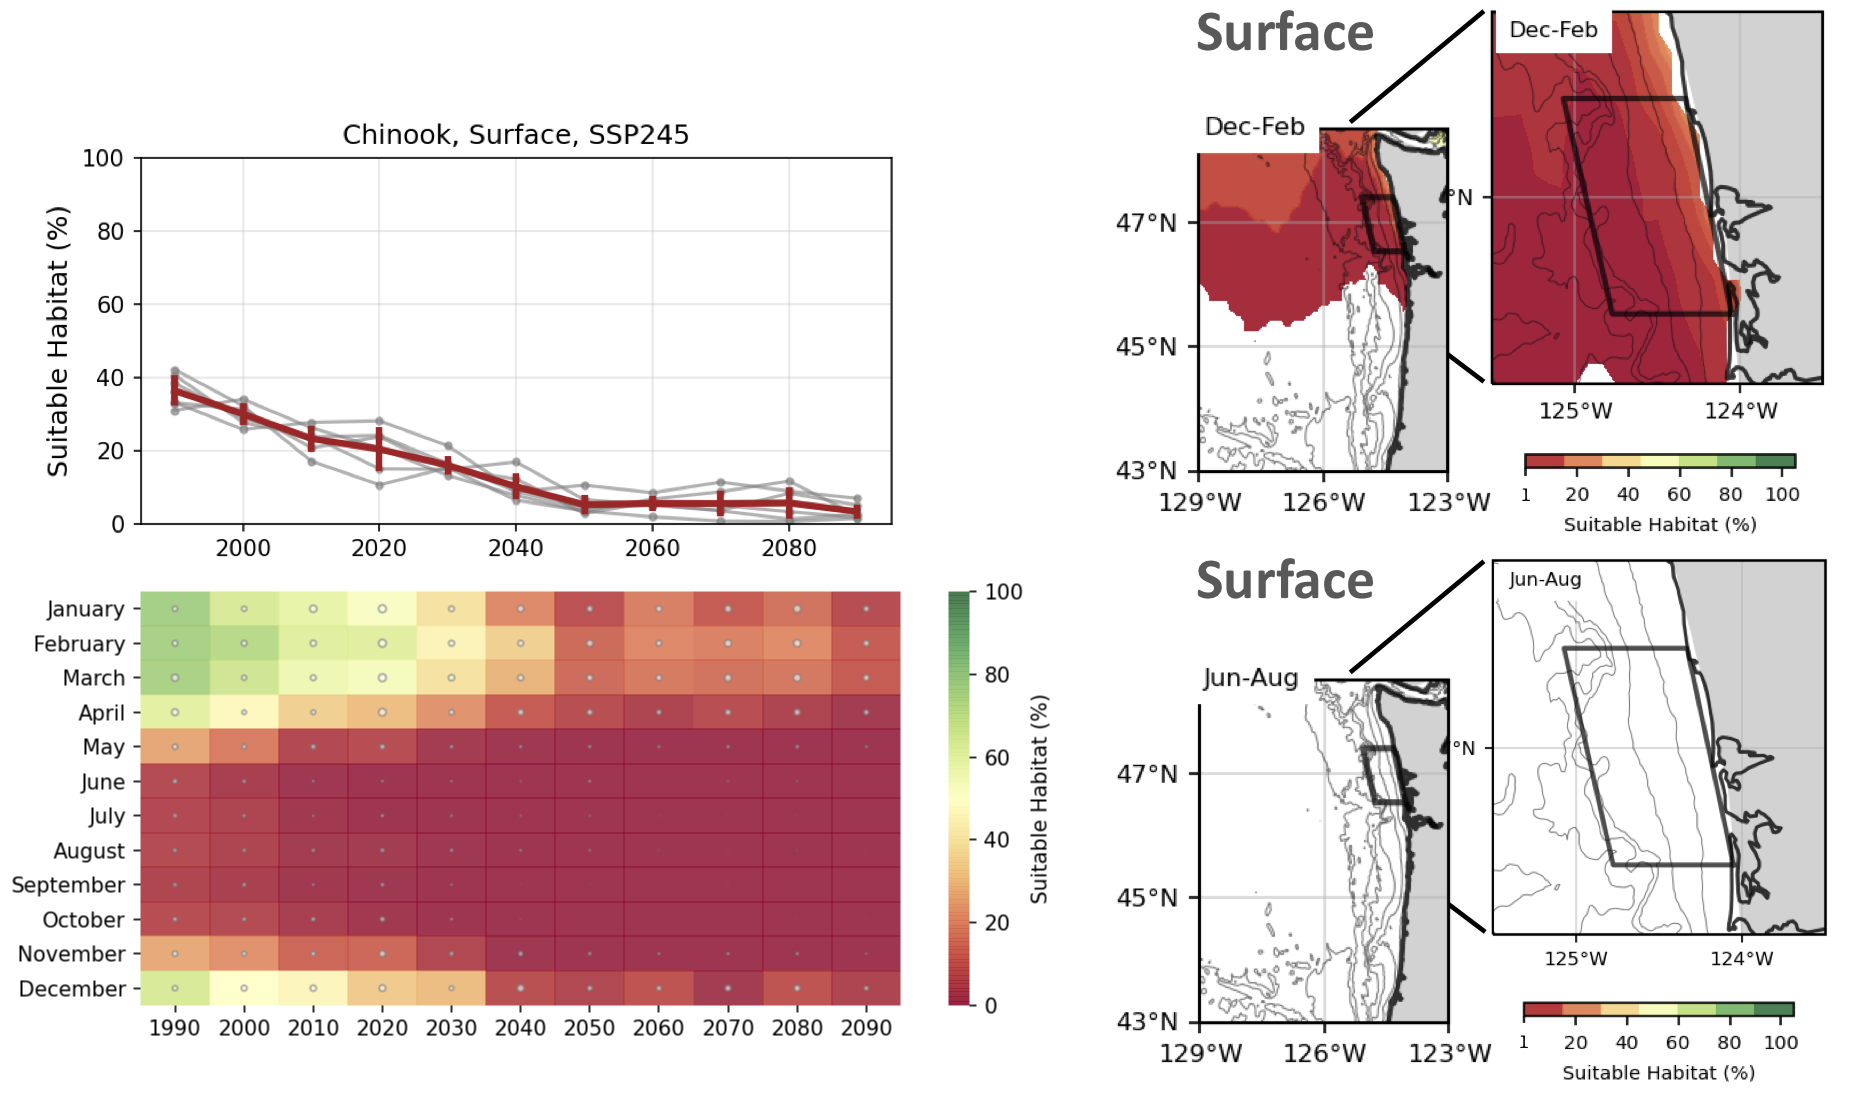 Chinook, Surface, SSP245
Suitable Habitat (%)
100
80
60
40
20
0
2000
2020
2040
2060
2080
January
February
March
April
May
June
July
August
September
October
November
December
1990
2000
2010
2020
2030
2040
2050
2060
2070
2080
2090
100
80
60
40
20
0
Suitable Habitat (%)
Surface
Dec-Feb
47°N
45°N
43°N
129°W
126°W
123°W
Dec-Feb
°N
125°W
124°W
1
20
40
60
80
100
Suitable Habitat (%)
Surface
Jun-Aug
47°N
45°N
43°N
129°W
126°W
123°W
Jun-Aug
°N
125°W
124°W
1
20
40
60
80
100
Suitable Habitat (%)